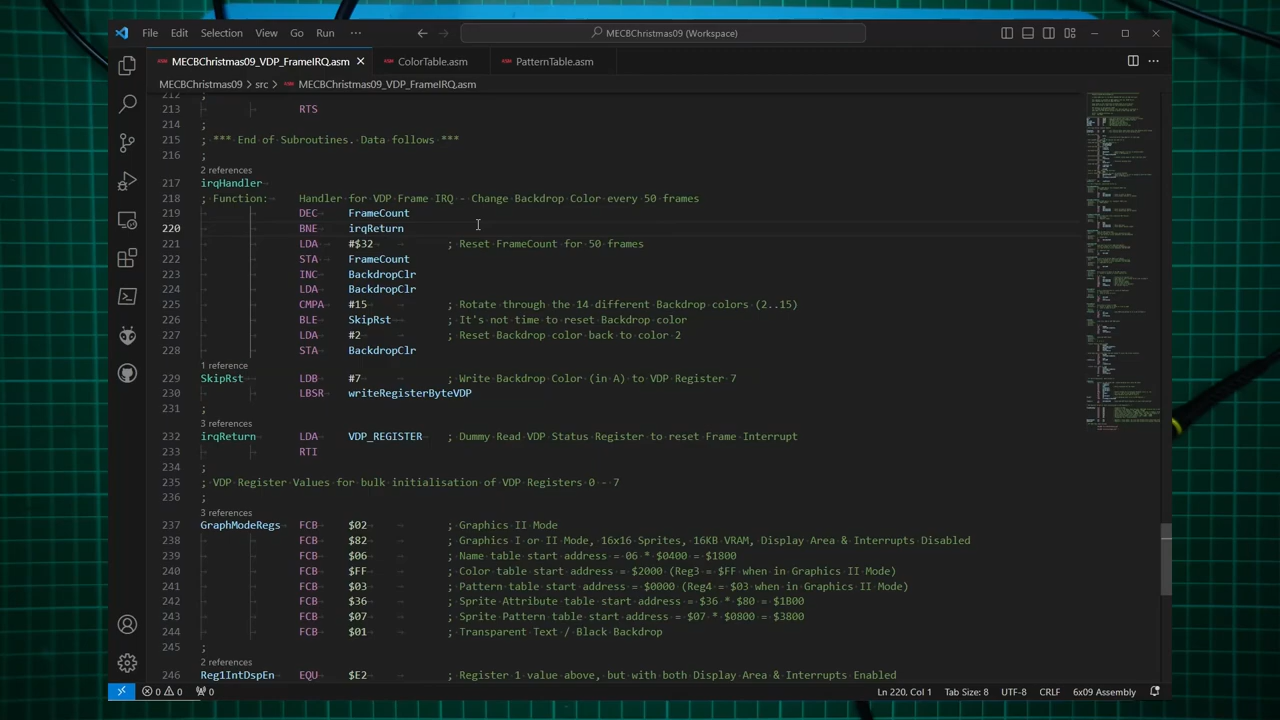 File Edit Selection View Go Run ··· MECBChristmas09 (Workspace)
MECBChristmas09_VDP_FrameIRQ.asm ColorTable.asm PatternTable.asm
MECBChristmas09 > src > MECBChristmas09_VDP_FrameIRQ.asm
212 ;
213 RTS
214 ;
215 ; *** End of Subroutines. Data follows ***
216 ;
2 references
217 irqHandler
218 ; Function: Handler for VDP Frame IRQ - Change Backdrop Color every 50 frames
219 DEC FrameCount
220 BNE irqReturn
221 LDA #$32 ; Reset FrameCount for 50 frames
222 STA FrameCount
223 INC BackdropClr
224 LDA BackdropClr
225 CMPA #15 ; Rotate through the 14 different Backdrop colors (2..15)
226 BLE SkipRst ; It's not time to reset Backdrop color
227 LDA #2 ; Reset Backdrop color back to color 2
228 STA BackdropClr
1 reference
229 SkipRst LDB #7 ; Write Backdrop Color (in A) to VDP Register 7
230 LBSR writeRegisterByteVDP
231 ;
3 references
232 irqReturn LDA VDP_REGISTER ; Dummy Read VDP Status Register to reset Frame Interrupt
233 RTI
234 ;
235 ; VDP Register Values for bulk initialisation of VDP Registers 0 - 7
236 ;
3 references
237 GraphModeRegs FCB $02 ; Graphics II Mode
238 FCB $82 ; Graphics I or II Mode, 16x16 Sprites, 16KB VRAM, Display Area & Interrupts Disabled
239 FCB $06 ; Name table start address = 06 * $0400 = $1800
240 FCB $FF ; Color table start address = $2000 (Reg3 = $FF when in Graphics II Mode)
241 FCB $03 ; Pattern table start address = $0000 (Reg4 = $03 when in Graphics II Mode)
242 FCB $36 ; Sprite Attribute table start address = $36 * $80 = $1B00
243 FCB $07 ; Sprite Pattern table start address = $07 * $0800 = $3800
244 FCB $01 ; Transparent Text / Black Backdrop
245 ;
2 references
246 Reg1IntDspEn EQU $E2 ; Register 1 value above, but with both Display Area & Interrupts Enabled
0 0 0 Ln 220, Col 1 Tab Size: 8 UTF-8 CRLF 6x09 Assembly